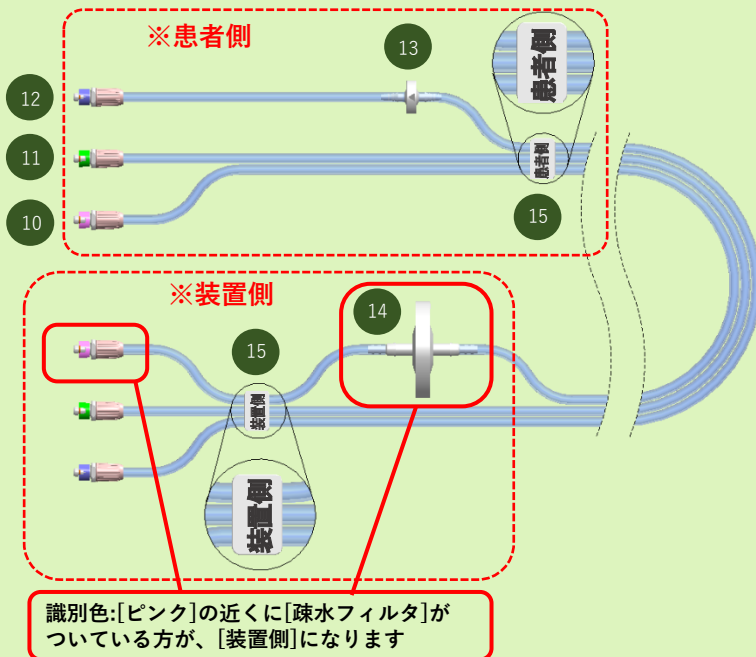 ※患者側
13
患者側
12
11
患者側
10
15
※装置側
14
15
装置側
装置側
識別色:[ピンク]の近くに[疎水フィルタ]が
ついている方が、[装置側]になります